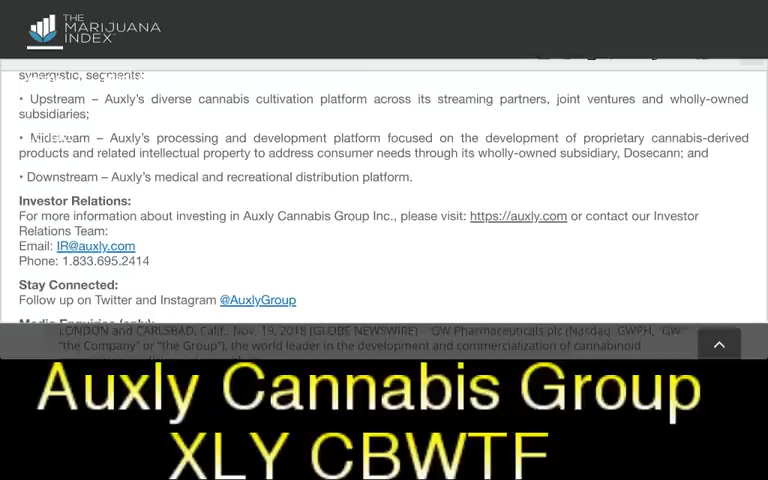 THE
MARIJUANA
INDEX™
synergistic, segments:
• Upstream – Auxly's diverse cannabis cultivation platform across its streaming partners, joint ventures and wholly-owned
subsidiaries;
• Midstream – Auxly's processing and development platform focused on the development of proprietary cannabis-derived
products and related intellectual property to address consumer needs through its wholly-owned subsidiary, Dosecann; and
• Downstream – Auxly's medical and recreational distribution platform.
Investor Relations:
For more information about investing in Auxly Cannabis Group Inc., please visit: https://auxly.com or contact our Investor
Relations Team:
Email: IR@auxly.com
Phone: 1.833.695.2414
Stay Connected:
Follow up on Twitter and Instagram @AuxlyGroup
Media Enquiries (only):
LONDON and CARLSBAD, Calif., Nov. 19, 2018 (GLOBE NEWSWIRE) -- GW Pharmaceuticals plc (Nasdaq: GWPH, "GW"
"the Company" or "the Group"), the world leader in the development and commercialization of cannabinoid
Auxly Cannabis Group
XLY CBWTF